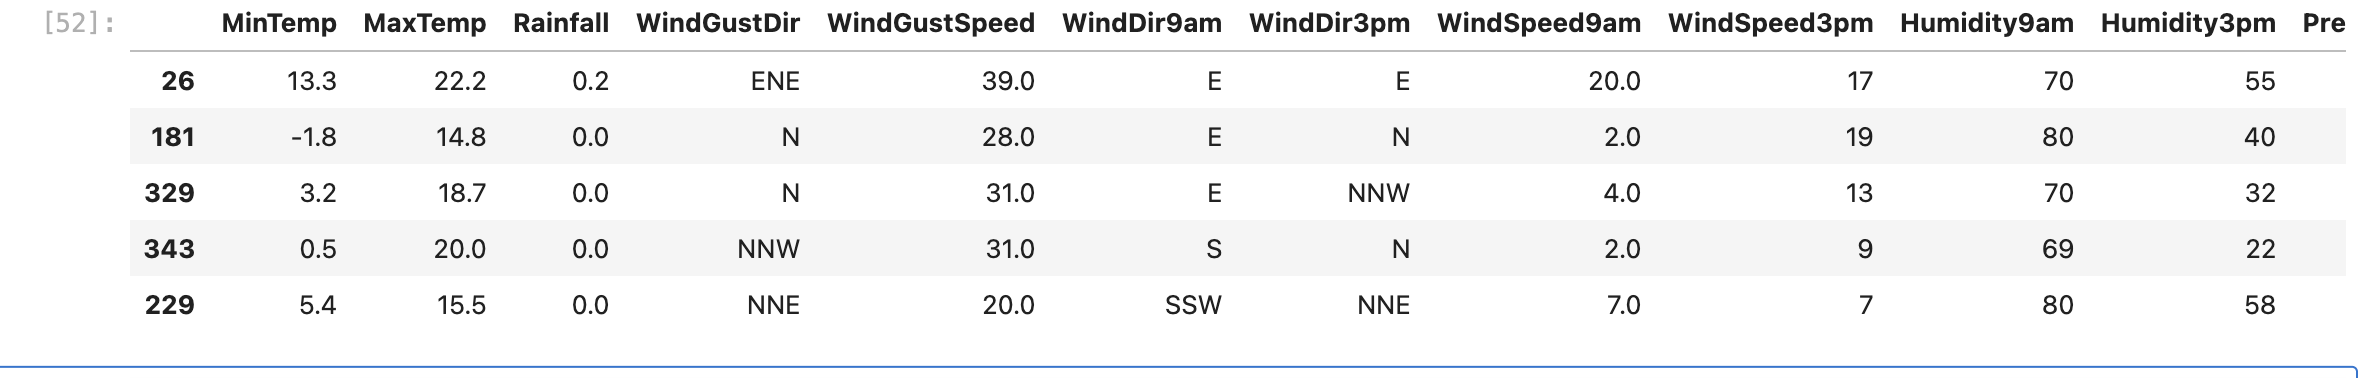 [52]: MinTemp MaxTemp Rainfall WindGustDir WindGustSpeed WindDir9am WindDir3pm WindSpeed9am WindSpeed3pm Humidity9am Humidity3pm Pre
26 13.3 22.2 0.2 ENE 39.0 E E 20.0 17 70 55
181 -1.8 14.8 0.0 N 28.0 E N 2.0 19 80 40
329 3.2 18.7 0.0 N 31.0 E NNW 4.0 13 70 32
343 0.5 20.0 0.0 NNW 31.0 S N 2.0 9 69 22
229 5.4 15.5 0.0 NNE 20.0 SSW NNE 7.0 7 80 58